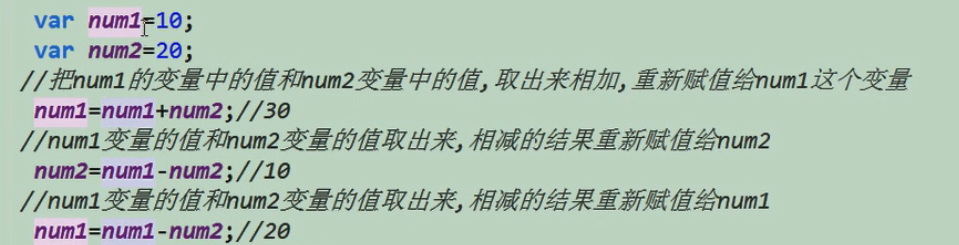 var num1=10;
var num2=20;
//把num1的变量中的值和num2变量中的值,取出来相加,重新赋值给num1这个变量
num1=num1+num2;//30
//num1变量的值和num2变量的值取出来,相减的结果重新赋值给num2
num2=num1-num2;//10
//num1变量的值和num2变量的值取出来,相减的结果重新赋值给num1
num1=num1-num2;//20